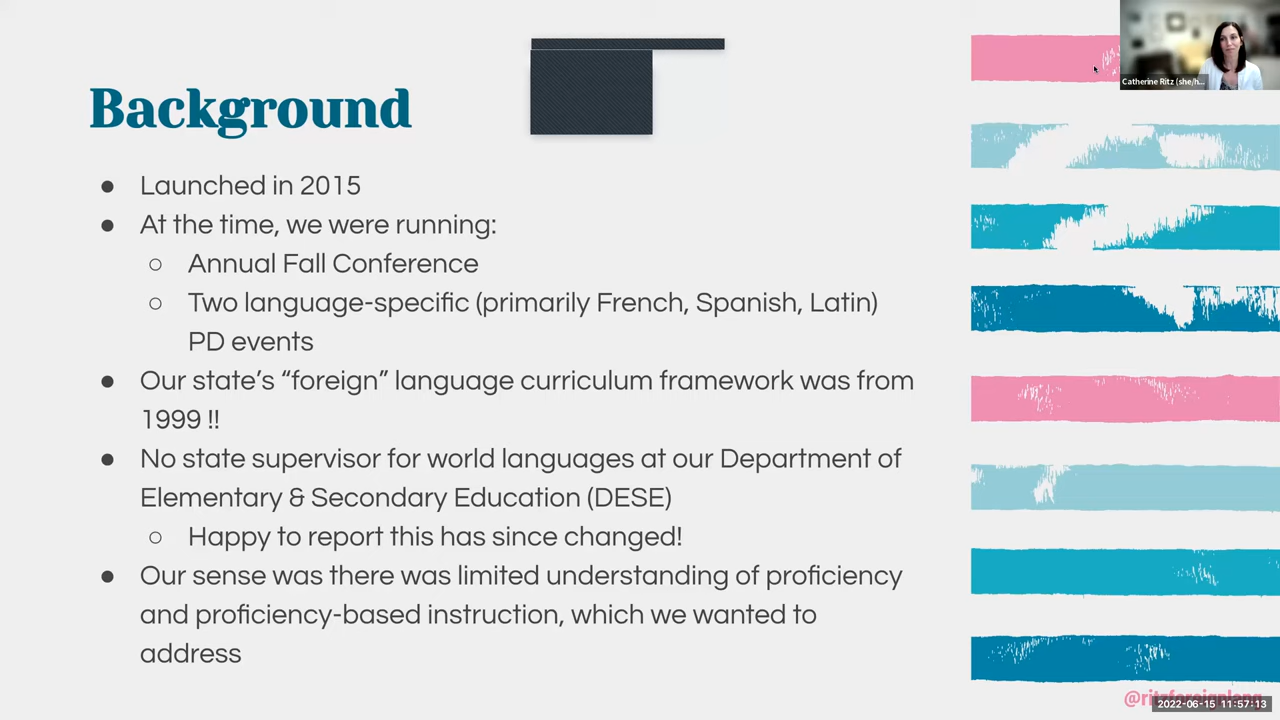 Catherine Ritz (she/h...
Background
● Launched in 2015
● At the time, we were running:
○ Annual Fall Conference
○ Two language-specific (primarily French, Spanish, Latin)
PD events
● Our state’s “foreign” language curriculum framework was from
1999 !!
● No state supervisor for world languages at our Department of
Elementary & Secondary Education (DESE)
○ Happy to report this has since changed!
● Our sense was there was limited understanding of proficiency
and proficiency-based instruction, which we wanted to
address
@ritzforeignlang
2022-06-15 11:57:13